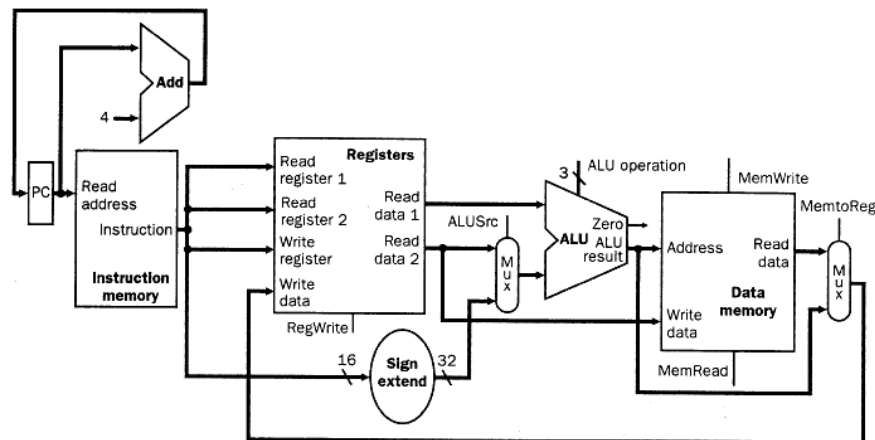 Add
4
PC
Read
address
Instruction
Instruction
memory
Registers
Read
register 1
Read
register 2
Write
register
Write
data
Read
data 1
Read
data 2
RegWrite
16
Sign
extend
32
ALUSrc
Mux
3
ALU operation
Zero
ALU
ALU
result
MemWrite
Address
Read
data
Write
data
Data
memory
MemRead
MemtoReg
Mux